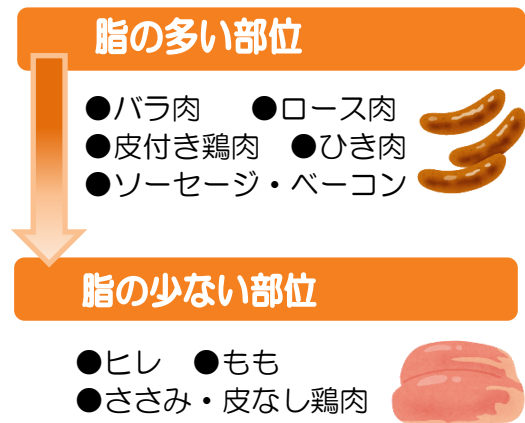 脂の多い部位
●バラ肉　●ロース肉
●皮付き鶏肉　●ひき肉
●ソーセージ・ベーコン
脂の少ない部位
●ヒレ　●もも
●ささみ・皮なし鶏肉